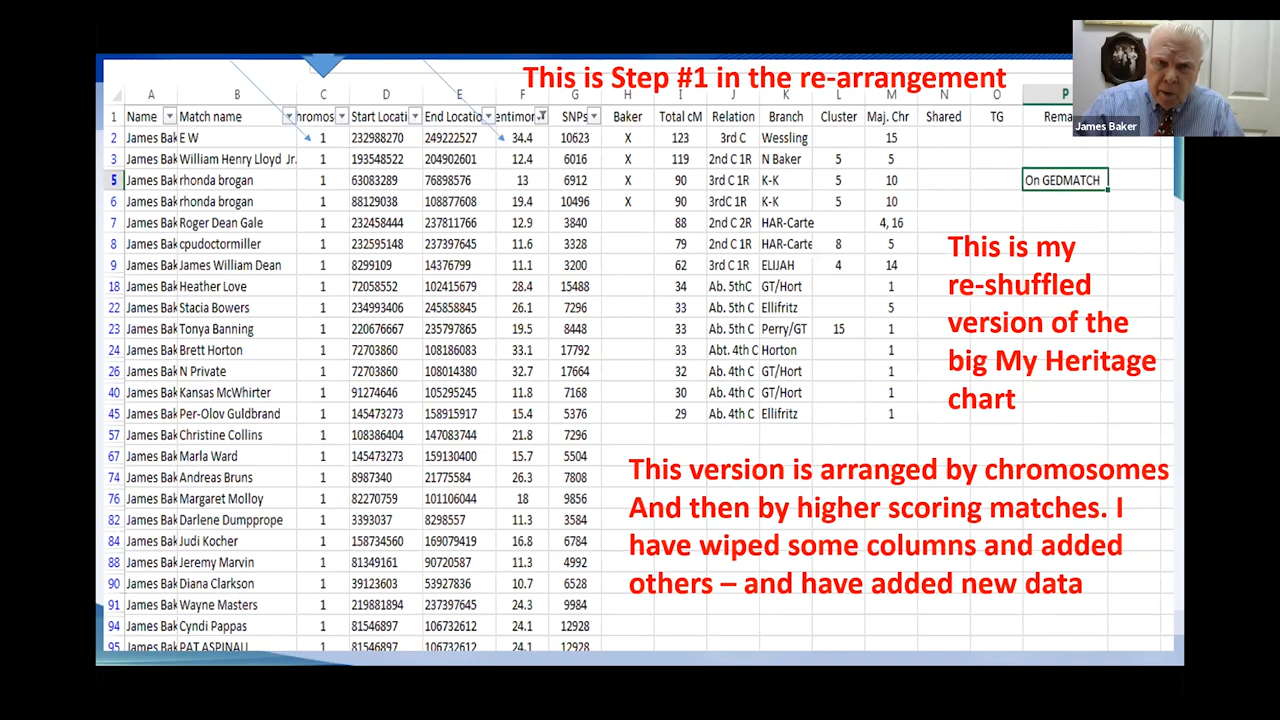 This is Step #1 in the re-arrangement
A B C D E F G H I J K L M N O P
1 Name Match name hromos Start Locati End Locatio entimor SNPs Baker Total cM Relation Branch Cluster Maj. Chr Shared TG Rema
James Baker
2 James Bak E W 1 232988270 249222527 34.4 10623 X 123 3rd C Wessling 15
3 James Bak William Henry Lloyd Jr. 1 193548522 204902601 12.4 6016 X 119 2nd C 1R N Baker 5 5
5 James Bak rhonda brogan 1 63083289 76898576 13 6912 X 90 3rd C 1R K-K 5 10 On GEDMATCH
6 James Bak rhonda brogan 1 88129038 108877608 19.4 10496 X 90 3rdC 1R K-K 5 10
7 James Bak Roger Dean Gale 1 232458444 237811766 12.9 3840 88 2nd C 2R HAR-Carte 4, 16
8 James Bak cpudoctormiller 1 232595148 237397645 11.6 3328 79 2nd C 1R HAR-Carte 8 5
9 James Bak James William Dean 1 8299109 14376799 11.1 3200 62 3rd C 1R ELIJAH 4 14
18 James Bak Heather Love 1 72058552 102415679 28.4 15488 34 Ab. 5thC GT/Hort 1
22 James Bak Stacia Bowers 1 234993406 245858845 26.1 7296 33 Ab. 5th C Ellifritz 5
23 James Bak Tonya Banning 1 220676667 235797865 19.5 8448 33 Ab. 5th C Perry/GT 15 1
24 James Bak Brett Horton 1 72703860 108186083 33.1 17792 33 Abt. 4th C Horton 1
26 James Bak N Private 1 72703860 108014380 32.7 17664 32 Ab. 4th C GT/Hort 1
40 James Bak Kansas McWhirter 1 91274646 105295245 11.8 7168 30 Ab. 4th C GT/Hort 1
45 James Bak Per-Olov Guldbrand 1 145473273 158915917 15.4 5376 29 Ab. 4th C Ellifritz 1
57 James Bak Christine Collins 1 108386404 147083744 21.8 7296
67 James Bak Marla Ward 1 145473273 159130400 15.7 5504
74 James Bak Andreas Bruns 1 8987340 21775584 26.3 7808
76 James Bak Margaret Molloy 1 82270759 101106044 18 9856
82 James Bak Darlene Dumpprope 1 3393037 8298557 11.3 3584
84 James Bak Judi Kocher 1 158734560 169079419 16.8 6784
88 James Bak Jeremy Marvin 1 81349161 90720587 11.3 4992
90 James Bak Diana Clarkson 1 39123603 53927836 10.7 6528
91 James Bak Wayne Masters 1 219881894 237397645 24.3 9984
94 James Bak Cyndi Pappas 1 81546897 106732612 24.1 12928
95 James Bak PAT ASPINALL 1 81546897 106732612 24.1 12928
This is my
re-shuffled
version of the
big My Heritage
chart
This version is arranged by chromosomes
And then by higher scoring matches. I
have wiped some columns and added
others – and have added new data